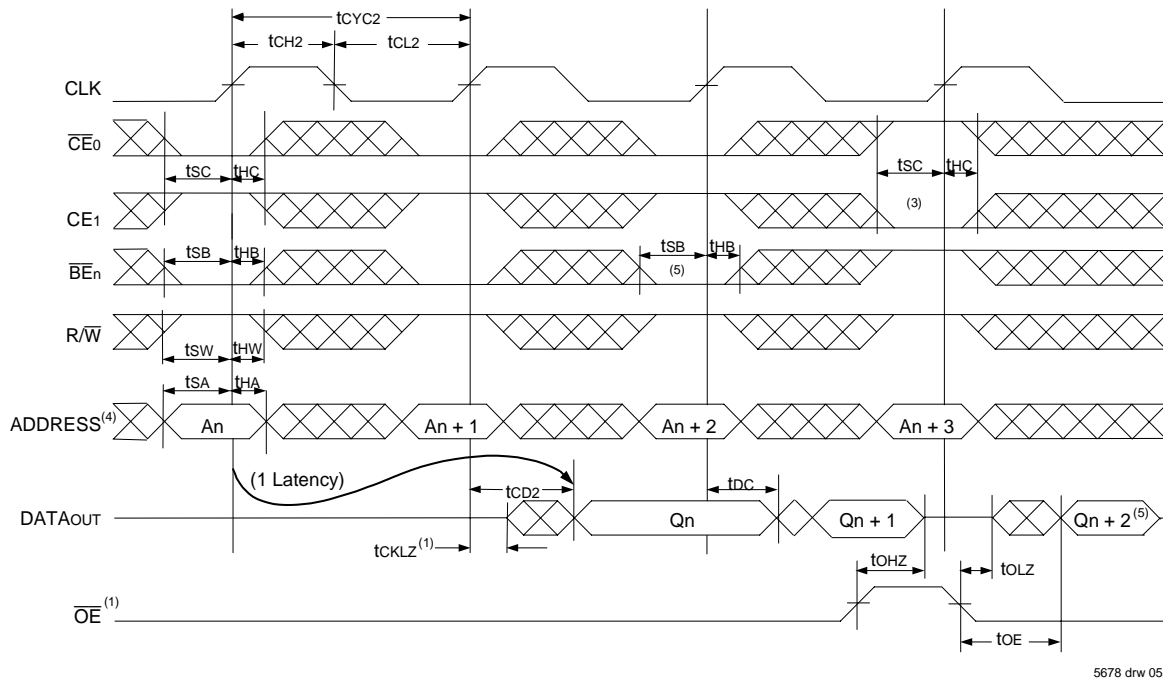 tCYC2
tCH2 tCL2
CLK
CE0
tSC tHC tSC tHC
(3)
CE1
tSB tHB tSB tHB
(5)
BEn
R/W
tSW tHW
tSA tHA
ADDRESS(4) An An + 1 An + 2 An + 3
(1 Latency)
tCD2 tDC
DATAOUT Qn Qn + 1 Qn + 2(5)
tCKLZ(1)
tOHZ tOLZ
OE(1)
tOE
5678 drw 05